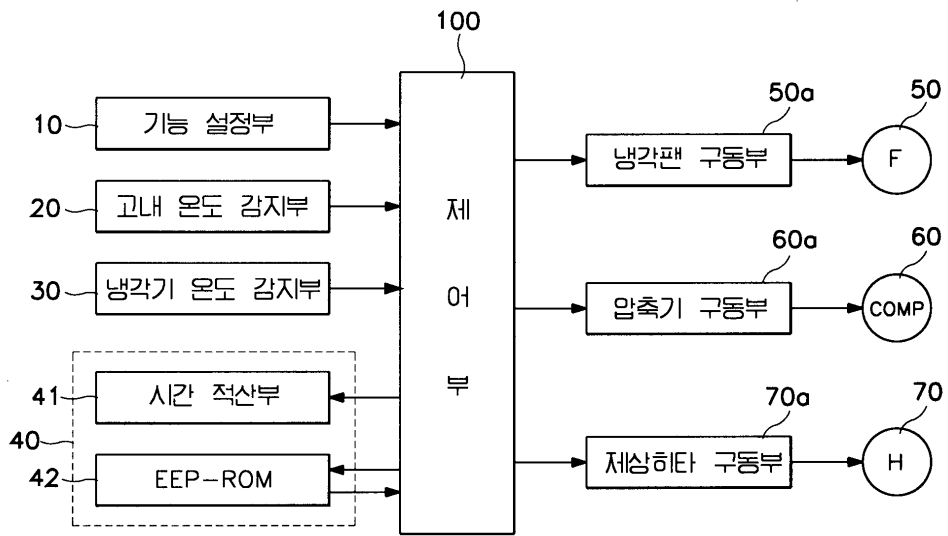 100
10 기능 설정부
20 고내 온도 감지부
30 냉각기 온도 감지부
40
41 시간 적산부
42 EEP-ROM
제
어
부
50a
냉각팬 구동부
50
F
60a
압축기 구동부
60
COMP
70a
제상히타 구동부
70
H